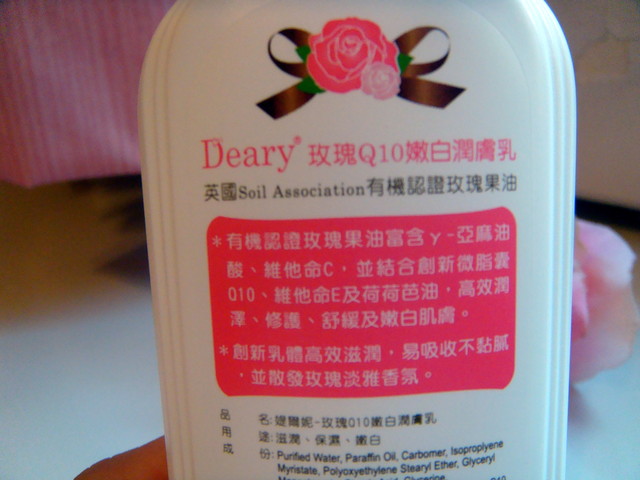 Deary® 玫瑰Q10嫩白潤膚乳
英國Soil Association有機認證玫瑰果油
*有機認證玫瑰果油富含γ-亞麻油
酸、維他命C，並結合創新微脂囊
Q10、維他命E及荷荷芭油，高效潤
澤、修護、舒緩及嫩白肌膚。
*創新乳體高效滋潤，易吸收不黏膩
，並散發玫瑰淡雅香氛。
品 名:媞爾妮-玫瑰Q10嫩白潤膚乳
用 途:滋潤、保濕、嫩白
成 份:Purified Water, Paraffin Oil, Carbomer, Isoproplyene
Myristate, Polyoxyethylene Stearyl Ether, Glyceryl